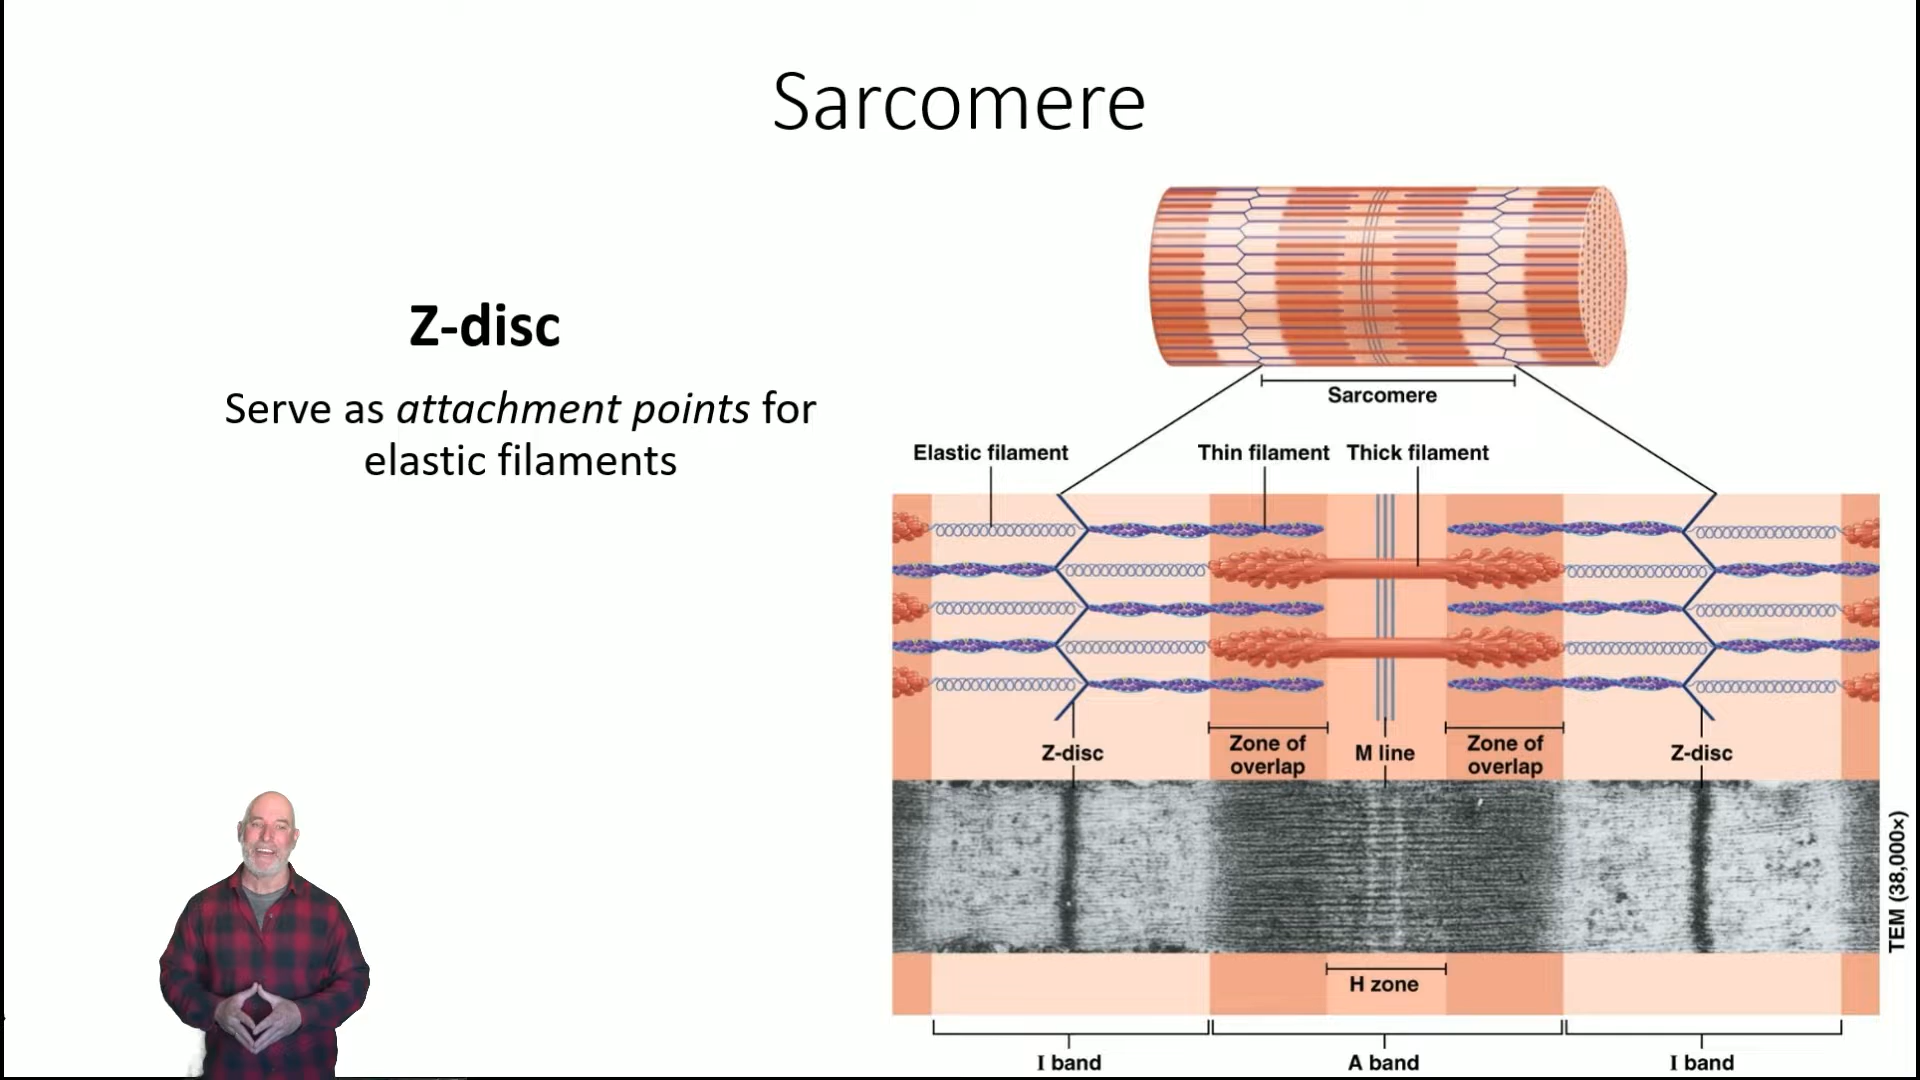 Sarcomere
Z-disc
Serve as attachment points for
elastic filaments
Sarcomere
Elastic filament
Thin filament
Thick filament
Z-disc
Zone of
overlap
M line
Zone of
overlap
Z-disc
TEM (38,000×)
H zone
I band
A band
I band